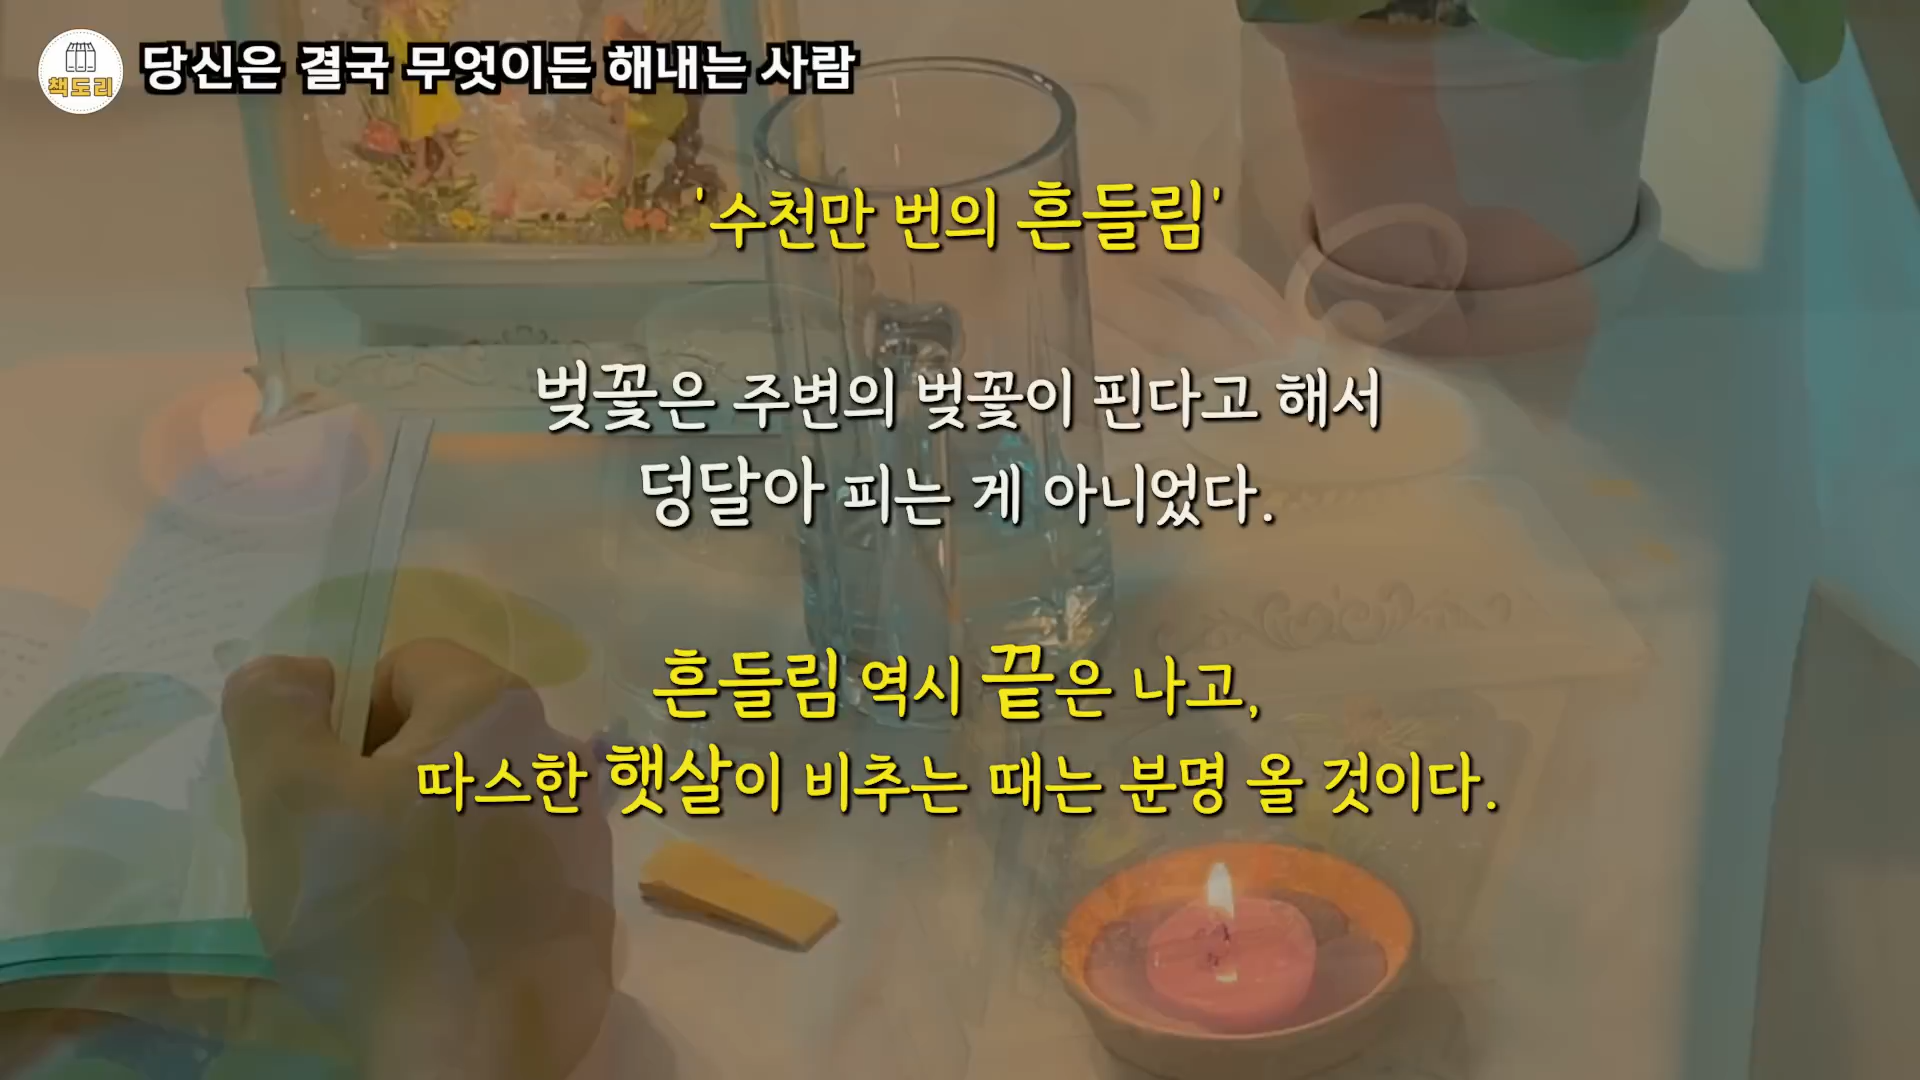 책도리
당신은 결국 무엇이든 해내는 사람
'수천만 번의 흔들림'
벚꽃은 주변의 벚꽃이 핀다고 해서
덩달아 피는 게 아니었다.
흔들림 역시 끝은 나고,
따스한 햇살이 비추는 때는 분명 올 것이다.